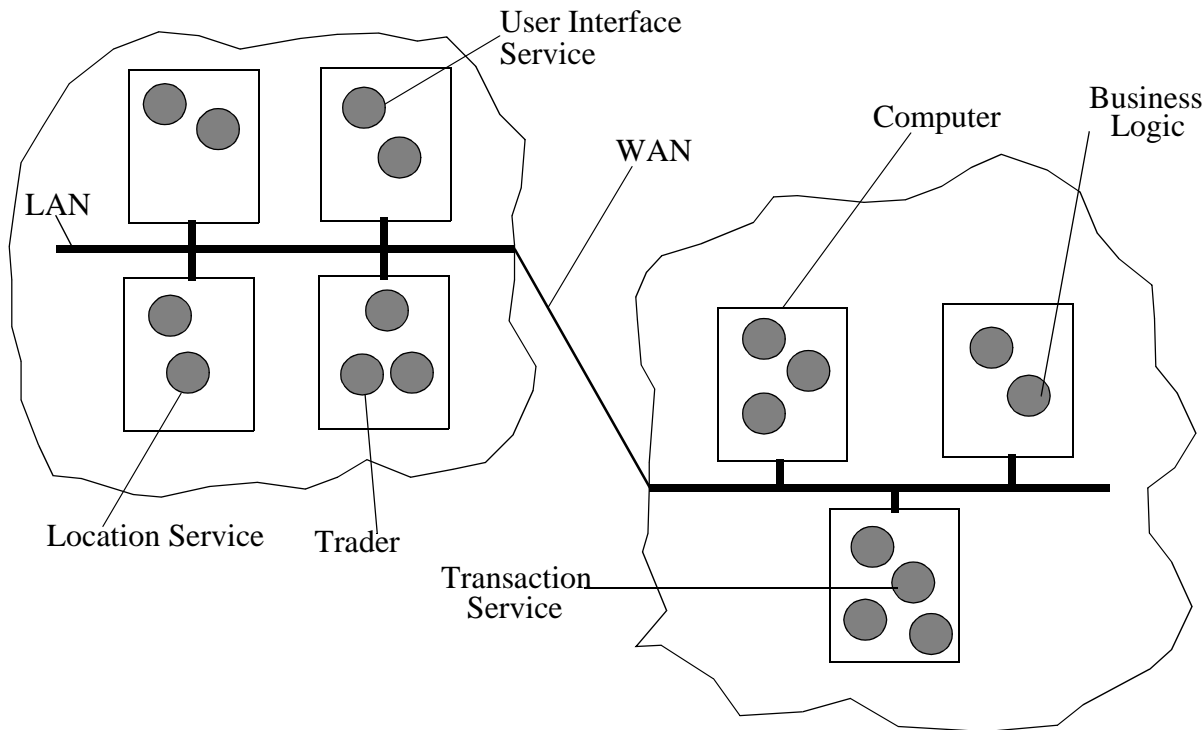 User Interface
Service
Business
Logic
Computer
WAN
LAN
Location Service
Trader
Transaction
Service